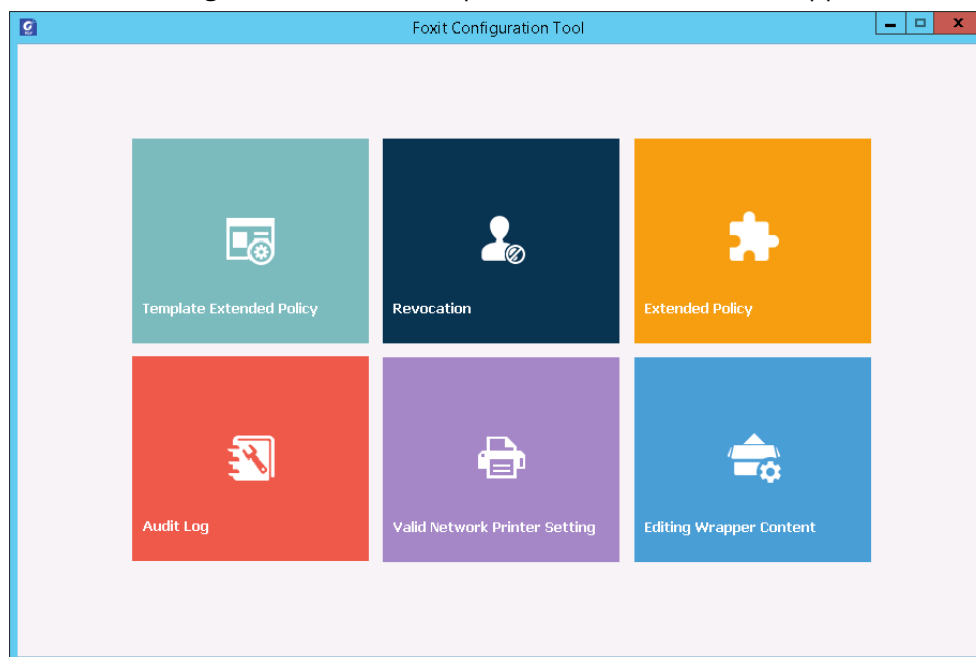 Foxit Configuration Tool
Template Extended Policy
Revocation
Extended Policy
Audit Log
Valid Network Printer Setting
Editing Wrapper Content